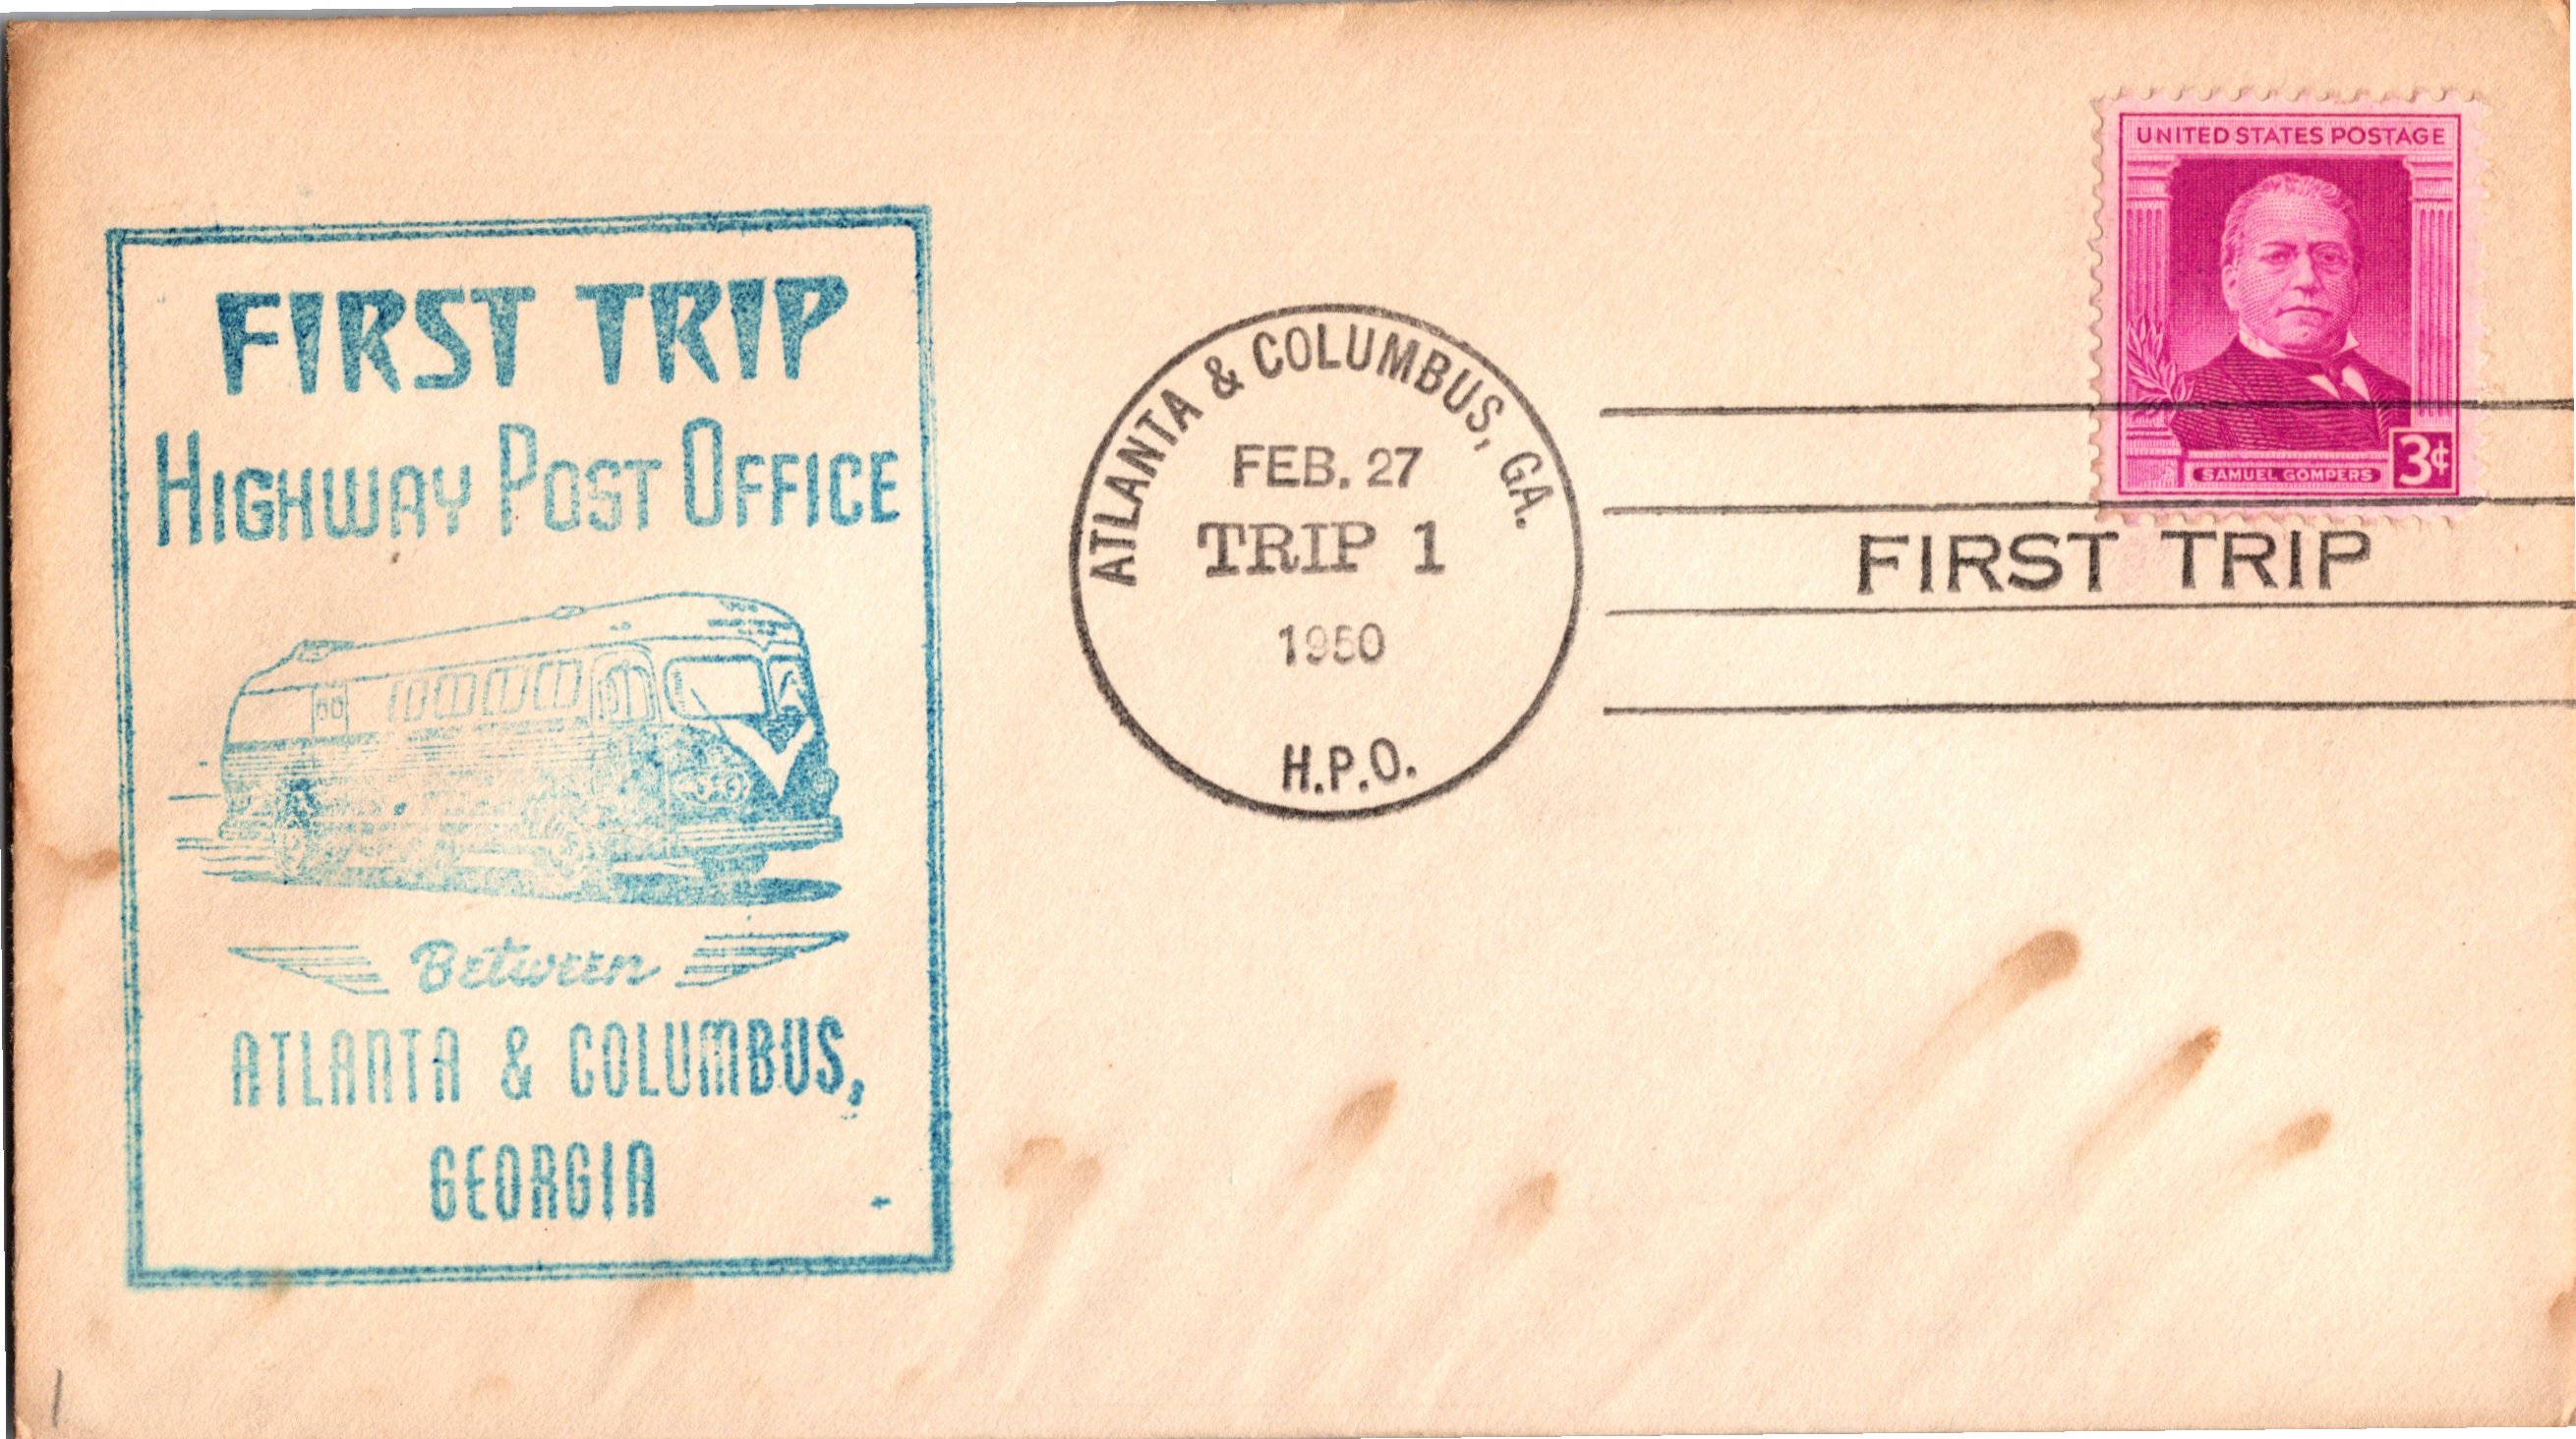 FIRST TRIP
HIGHWAY POST OFFICE
Between
ATLANTA & COLUMBUS,
GEORGIA
ATLANTA & COLUMBUS, GA.
FEB. 27
TRIP 1
1950
H.P.O.
UNITED STATES POSTAGE
SAMUEL GOMPERS
3¢
FIRST TRIP
1